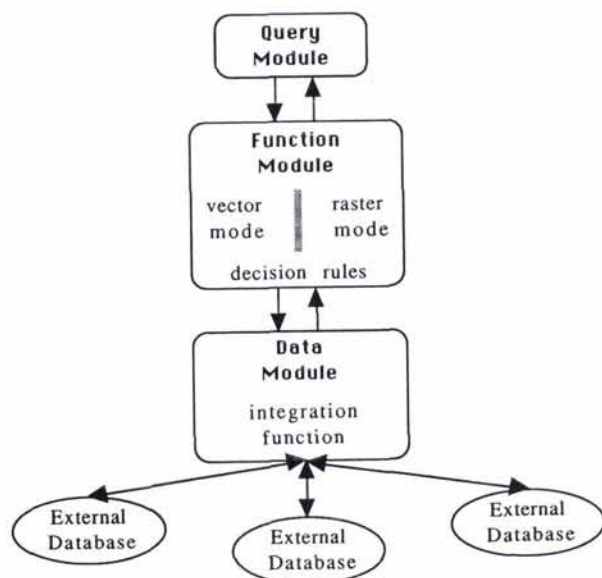 Query
Module
Function
Module
vector raster
mode mode
decision rules
Data
Module
integration
function
External
Database
External
Database
External
Database